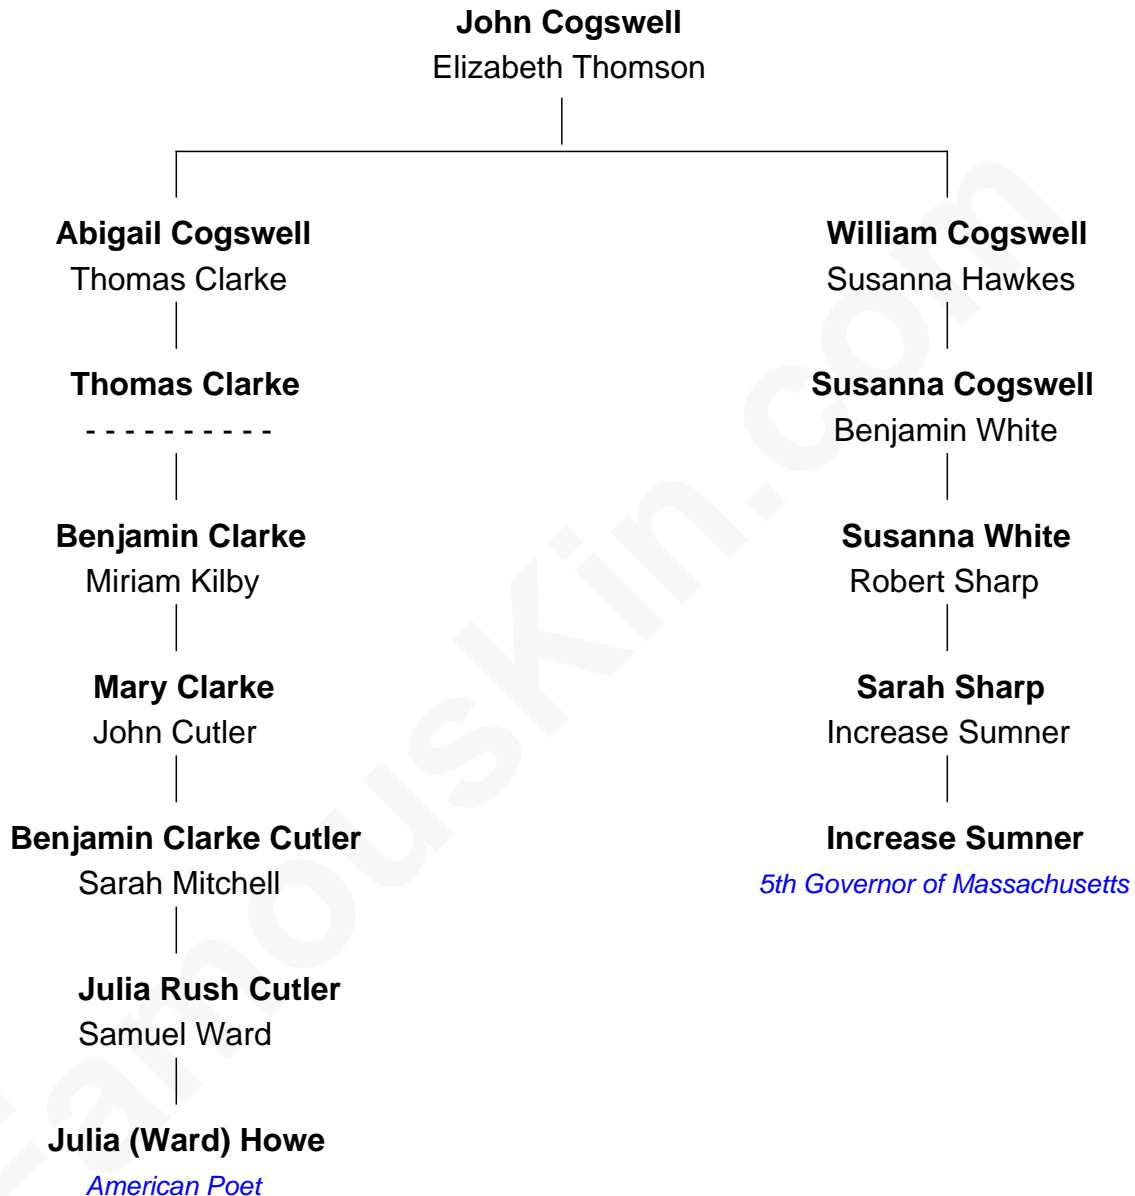 John Cogswell
Elizabeth Thomson
Abigail Cogswell
Thomas Clarke
William Cogswell
Susanna Hawkes
Thomas Clarke
- - - - - - - - - -
Susanna Cogswell
Benjamin White
Benjamin Clarke
Miriam Kilby
Susanna White
Robert Sharp
Mary Clarke
John Cutler
Sarah Sharp
Increase Sumner
Benjamin Clarke Cutler
Sarah Mitchell
Increase Sumner
5th Governor of Massachusetts
Julia Rush Cutler
Samuel Ward
Julia (Ward) Howe
American Poet
FamousKin.com